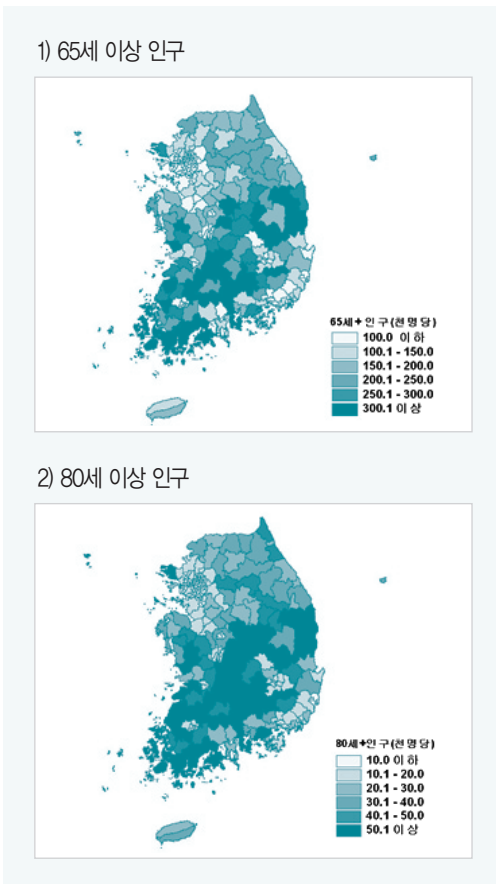 1) 65세 이상 인구
65세+ 인구(천명당)
100.0 이하
100.1 - 150.0
150.1 - 200.0
200.1 - 250.0
250.1 - 300.0
300.1 이상
2) 80세 이상 인구
80세+인구(천명당)
10.0 이하
10.1 - 20.0
20.1 - 30.0
30.1 - 40.0
40.1 - 50.0
50.1 이상